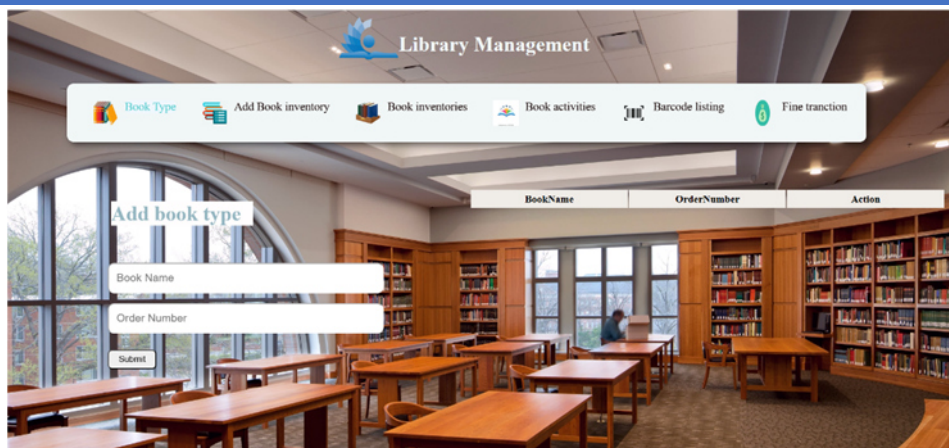 Library Management
Book Type Add Book inventory Book inventories Book activities Barcode listing Fine tranction
BookName OrderNumber Action
Add book type
Book Name
Order Number
Submit